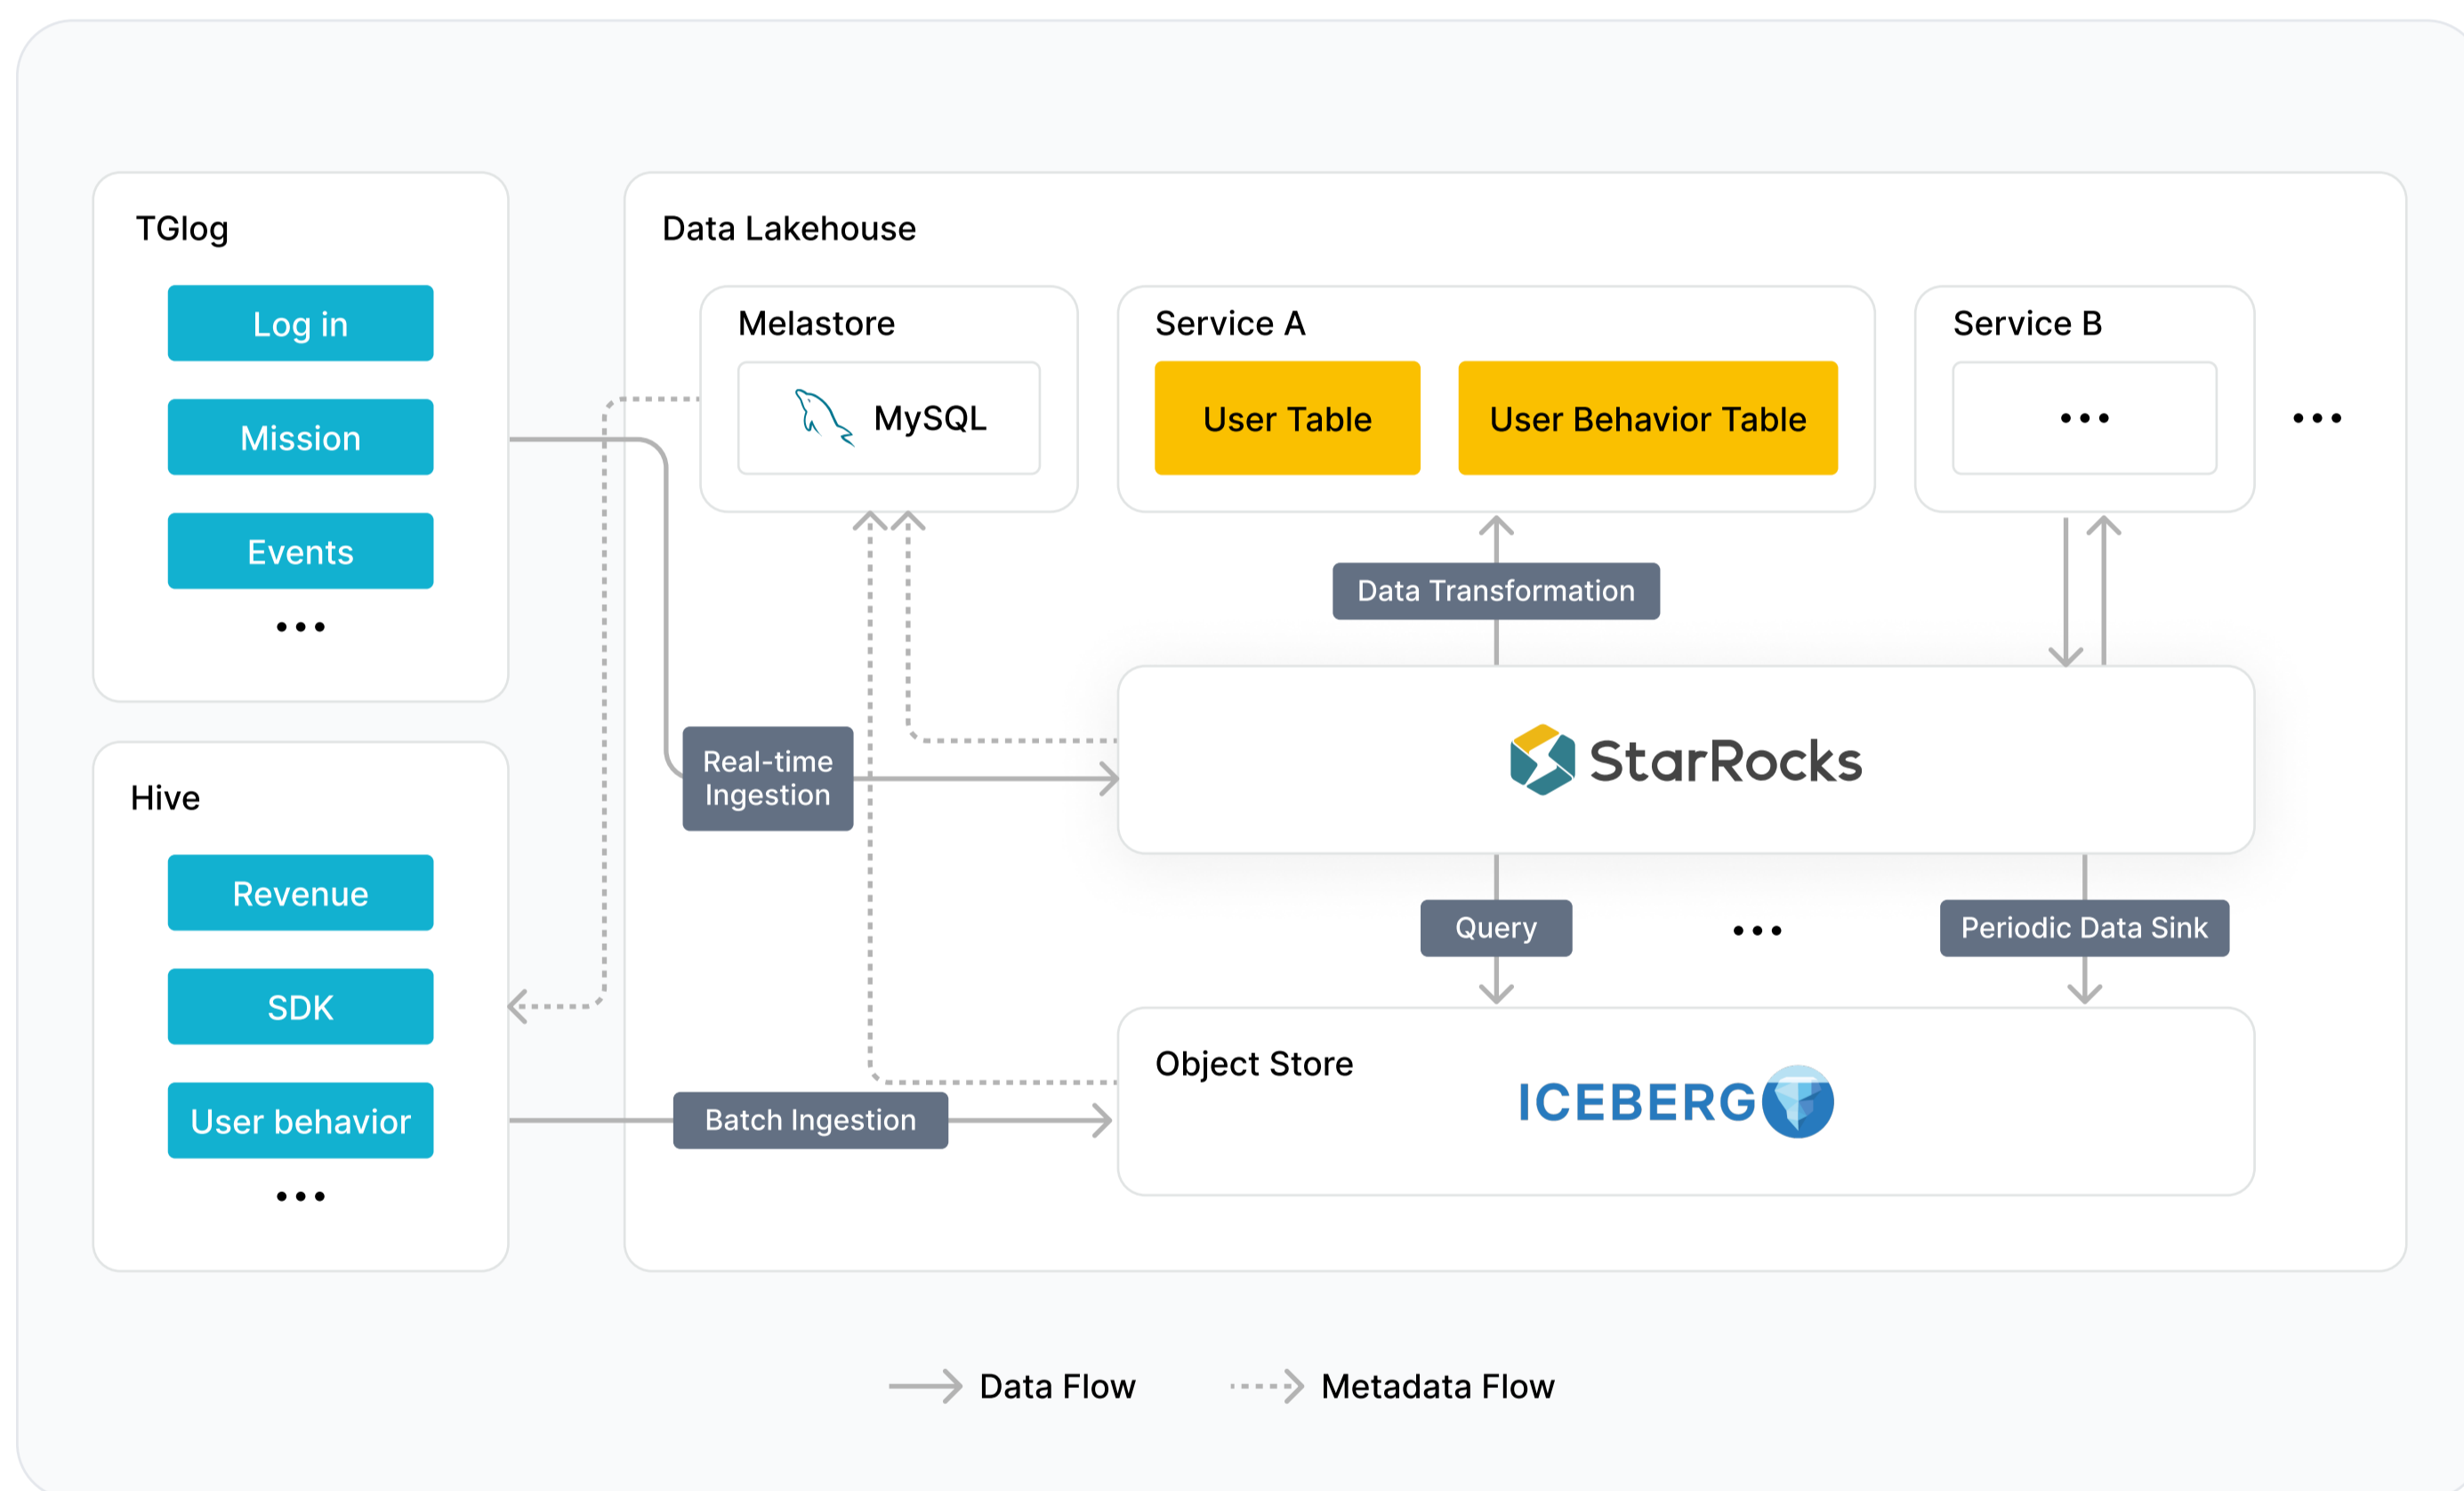 TGlog
Log in
Mission
Events
Hive
Revenue
SDK
User behavior
Data Lakehouse
Melastore
MySQL
Service A
User Table
User Behavior Table
Service B
Data Transformation
Real-time
Ingestion
StarRocks
Query
Periodic Data Sink
Batch Ingestion
Object Store
ICEBERG
Data Flow
Metadata Flow